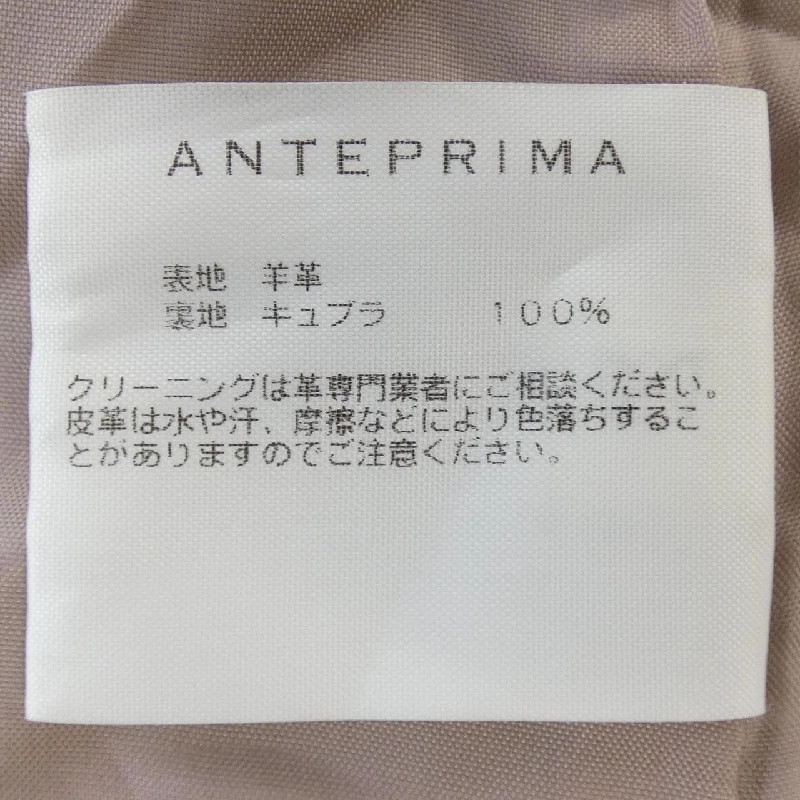 ANTEPRIMA
表地 羊革
裏地 キュプラ 100%
クリーニングは革専門業者にご相談ください。
皮革は水や汗、摩擦などにより色落ちするこ
とがありますのでご注意ください。